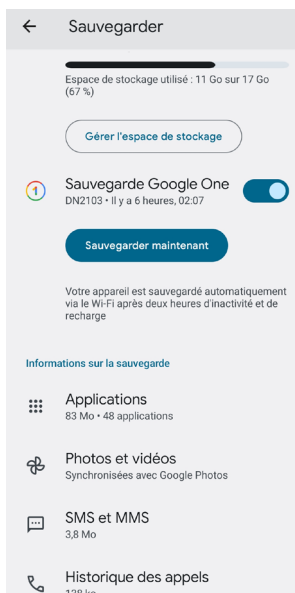 Sauvegarder
Espace de stockage utilisé : 11 Go sur 17 Go
(67 %)
Gérer l'espace de stockage
1
Sauvegarde Google One
DN2103 • Il y a 6 heures, 02:07
Sauvegarder maintenant
Votre appareil est sauvegardé automatiquement
via le Wi-Fi après deux heures d'inactivité et de
recharge
Informations sur la sauvegarde
Applications
83 Mo • 48 applications
Photos et vidéos
Synchronisées avec Google Photos
SMS et MMS
3,8 Mo
Historique des appels